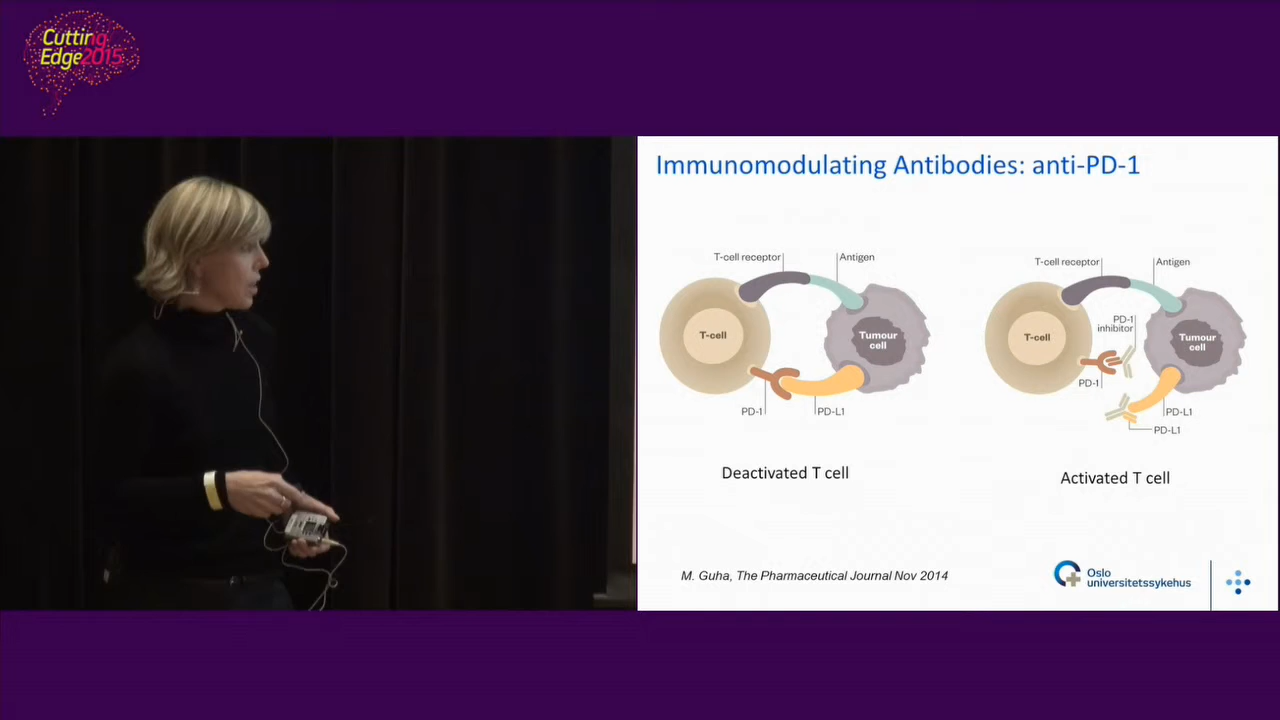 Cutting
Edge2015
Immunomodulating Antibodies: anti-PD-1
T-cell receptor
Antigen
T-cell
Tumour
cell
PD-1
PD-L1
Deactivated T cell
T-cell receptor
Antigen
PD-1
inhibitor
T-cell
Tumour
cell
PD-1
PD-L1
PD-L1
Activated T cell
M. Guha, The Pharmaceutical Journal Nov 2014
Oslo
universitetssykehus